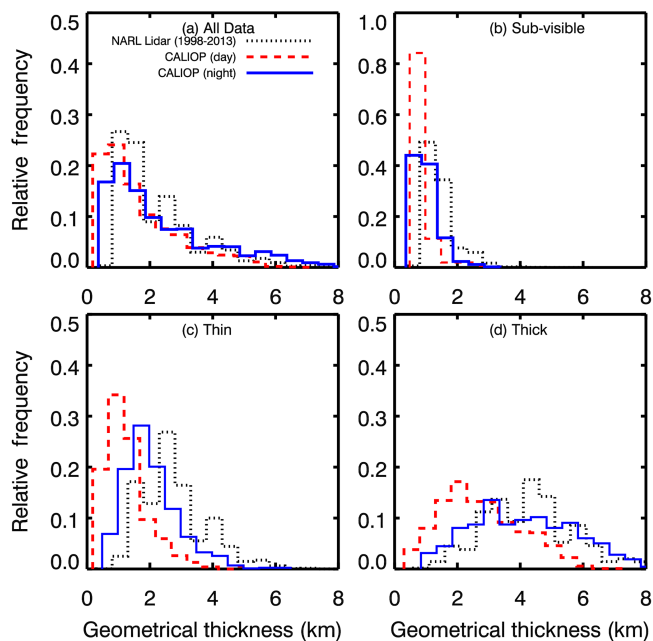 (a) All Data
NARL Lidar (1998-2013)
CALIOP (day)
CALIOP (night)
0.5
0.4
0.3
0.2
0.1
0.0
Relative frequency
0 2 4 6 8
(b) Sub-visible
1.0
0.8
0.6
0.4
0.2
0.0
0 2 4 6 8
(c) Thin
0.5
0.4
0.3
0.2
0.1
0.0
Relative frequency
0 2 4 6 8
Geometrical thickness (km)
(d) Thick
0.5
0.4
0.3
0.2
0.1
0.0
0 2 4 6 8
Geometrical thickness (km)